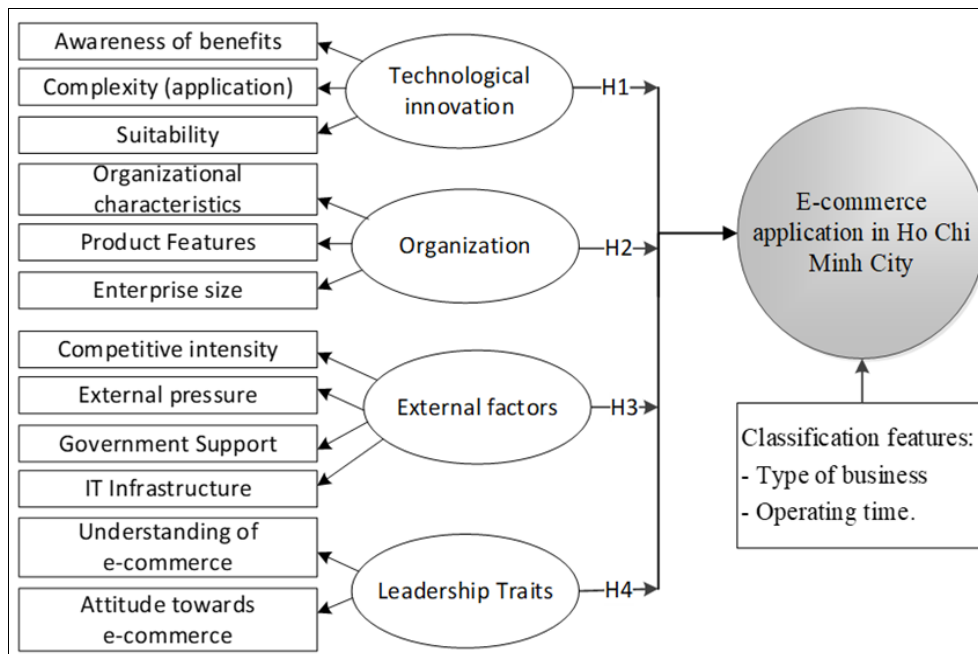 Awareness of benefits
Complexity (application)
Suitability
Technological
innovation
H1
Organizational
characteristics
Product Features
Enterprise size
Organization
H2
Competitive intensity
External pressure
Government Support
IT Infrastructure
External factors
H3
Understanding of
e-commerce
Attitude towards
e-commerce
Leadership Traits
H4
E-commerce
application in Ho Chi
Minh City
Classification features:
- Type of business
- Operating time.